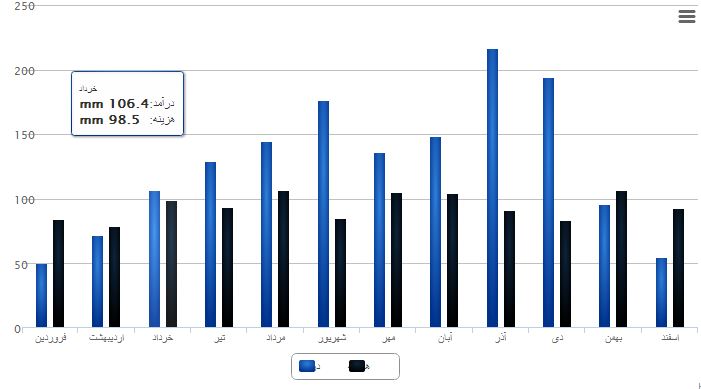 250
200
150
100
50
0
خرداد
درآمد: 106.4 mm
هزینه: 98.5 mm
فروردین
اردیبهشت
خرداد
تیر
مرداد
شهریور
مهر
آبان
آذر
دی
بهمن
اسفند